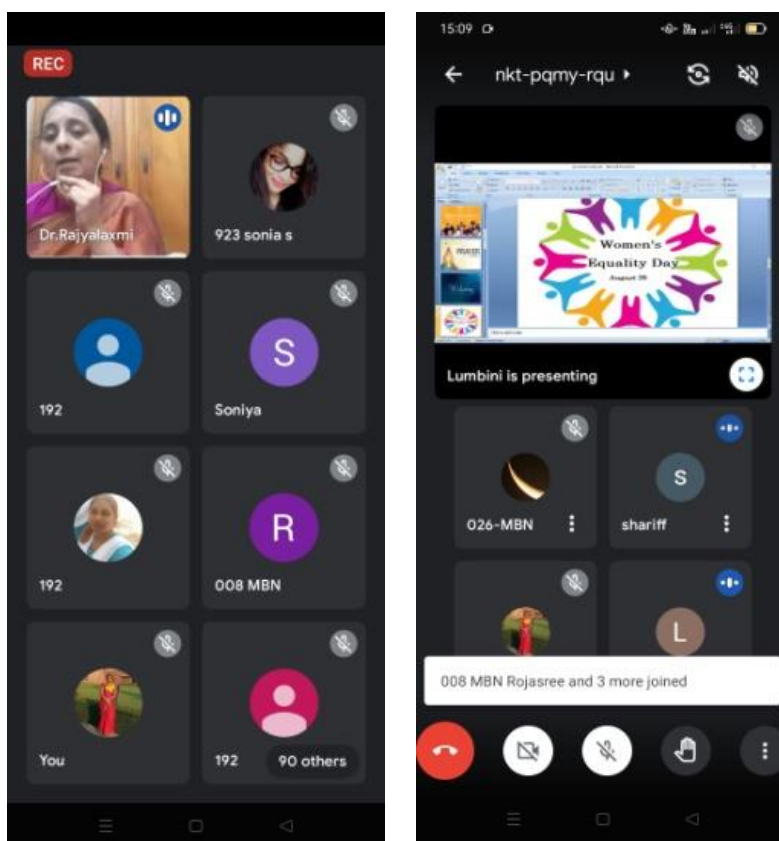 REC
Dr.Rajyalaxmi
923 sonia s
192
S
Soniya
192
R
008 MBN
You
192
90 others
15:09
nkt-pqmy-rqu
Women's
Equality Day
August 26
Lumbini is presenting
026-MBN
S
shariff
L
008 MBN Rojasree and 3 more joined